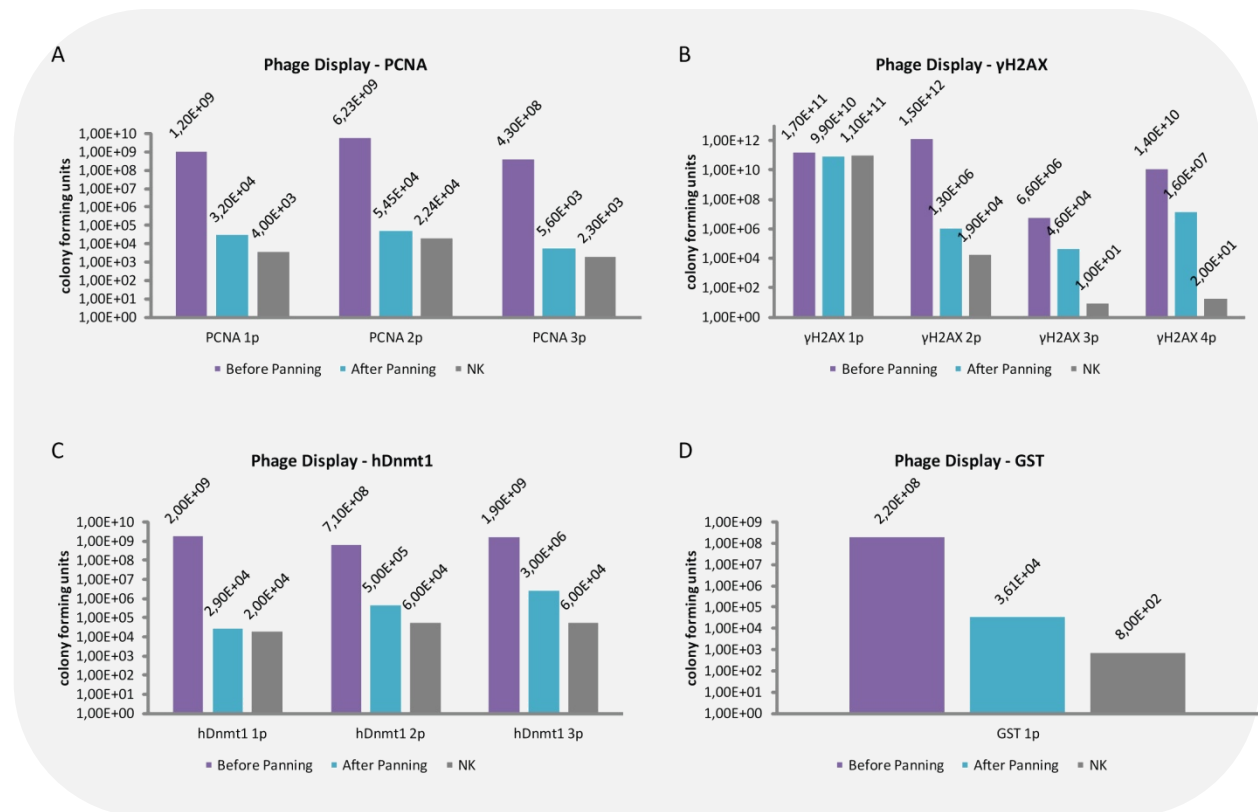 A
Phage Display - PCNA
colony forming units
1,00E+10
1,00E+09
1,00E+08
1,00E+07
1,00E+06
1,00E+05
1,00E+04
1,00E+03
1,00E+02
1,00E+01
1,00E+00
1,20E+09
3,20E+04
4,00E+03
6,23E+09
5,45E+04
2,24E+04
4,30E+08
5,60E+03
2,30E+03
PCNA 1p
PCNA 2p
PCNA 3p
Before Panning After Panning NK
B
Phage Display - γH2AX
colony forming units
1,00E+12
1,00E+10
1,00E+08
1,00E+06
1,00E+04
1,00E+02
1,00E+00
1,70E+11
9,90E+10
1,10E+11
1,50E+12
1,30E+06
1,90E+04
6,60E+06
4,60E+04
1,00E+01
1,40E+10
1,60E+07
2,00E+01
γH2AX 1p
γH2AX 2p
γH2AX 3p
γH2AX 4p
Before Panning After Panning NK
C
Phage Display - hDnmt1
colony forming units
1,00E+10
1,00E+09
1,00E+08
1,00E+07
1,00E+06
1,00E+05
1,00E+04
1,00E+03
1,00E+02
1,00E+01
1,00E+00
2,00E+09
2,90E+04
2,00E+04
7,10E+08
5,00E+05
6,00E+04
1,90E+09
3,00E+06
6,00E+04
hDnmt1 1p
hDnmt1 2p
hDnmt1 3p
Before Panning After Panning NK
D
Phage Display - GST
colony forming units
1,00E+09
1,00E+08
1,00E+07
1,00E+06
1,00E+05
1,00E+04
1,00E+03
1,00E+02
1,00E+01
1,00E+00
2,20E+08
3,61E+04
8,00E+02
GST 1p
Before Panning After Panning NK